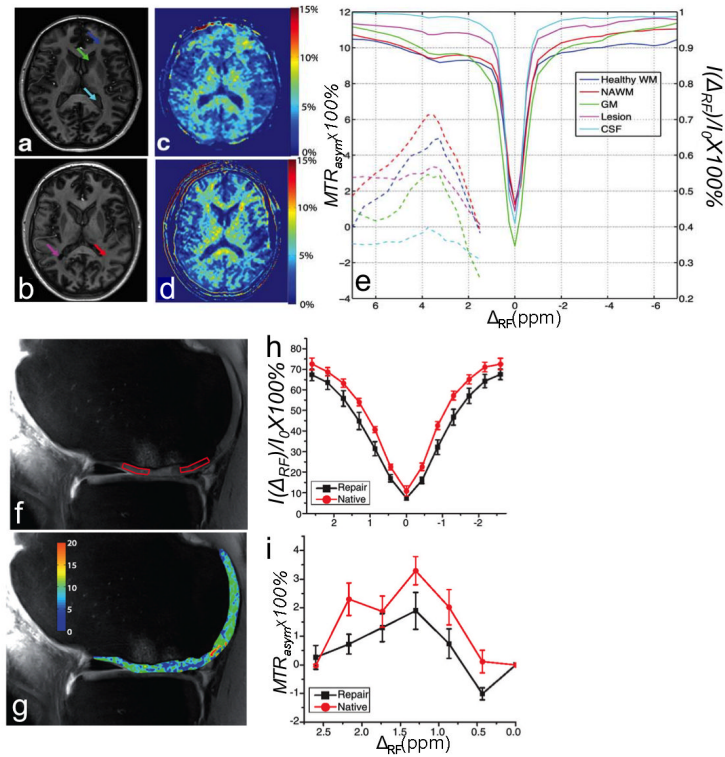 a
b
c
d
15%
10%
5%
0%
15%
10%
5%
0%
MTRasymX100%
12
10
8
6
4
2
0
−2
−4
6
4
2
0
-2
-4
-6
ΔRF(ppm)
1
0.9
0.8
0.7
0.6
0.5
0.4
0.3
0.2
I(ΔRF)/I0X100%
Healthy WM
NAWM
GM
Lesion
CSF
e
f
g
20
15
10
5
0
h
I(ΔRF)/I0X100%
80
70
60
50
40
30
20
10
0
2
1
0
-1
-2
Repair
Native
i
MTRasymX100%
4
3
2
1
0
-1
-2
2.5
2.0
1.5
1.0
0.5
0.0
Repair
Native
ΔRF(ppm)